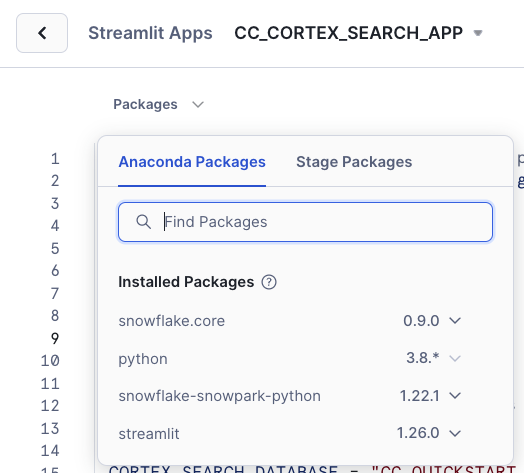 Streamlit Apps CC_CORTEX_SEARCH_APP
Packages
Anaconda Packages Stage Packages
Find Packages
Installed Packages ?
snowflake.core 0.9.0
python 3.8.*
snowflake-snowpark-python 1.22.1
streamlit 1.26.0
1
2
3
4
5
6
7
8
9
10
11
12
13
14
15 CORTEX_SEARCH_DATABASE = "CC_QUICKSTART